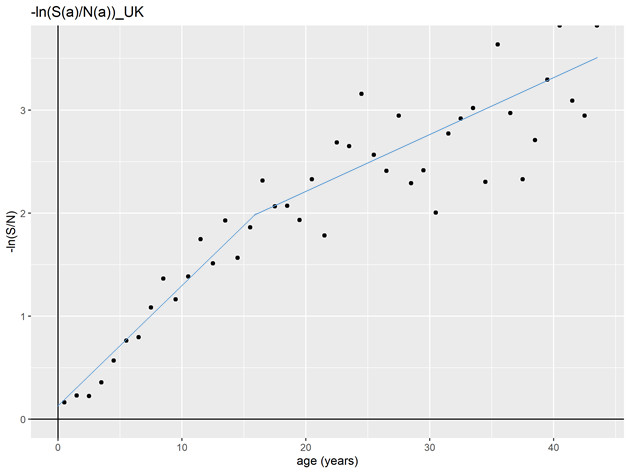 -ln(S(a)/N(a))_UK
3
2
1
0
-ln(S/N)
0 10 20 30 40
age (years)